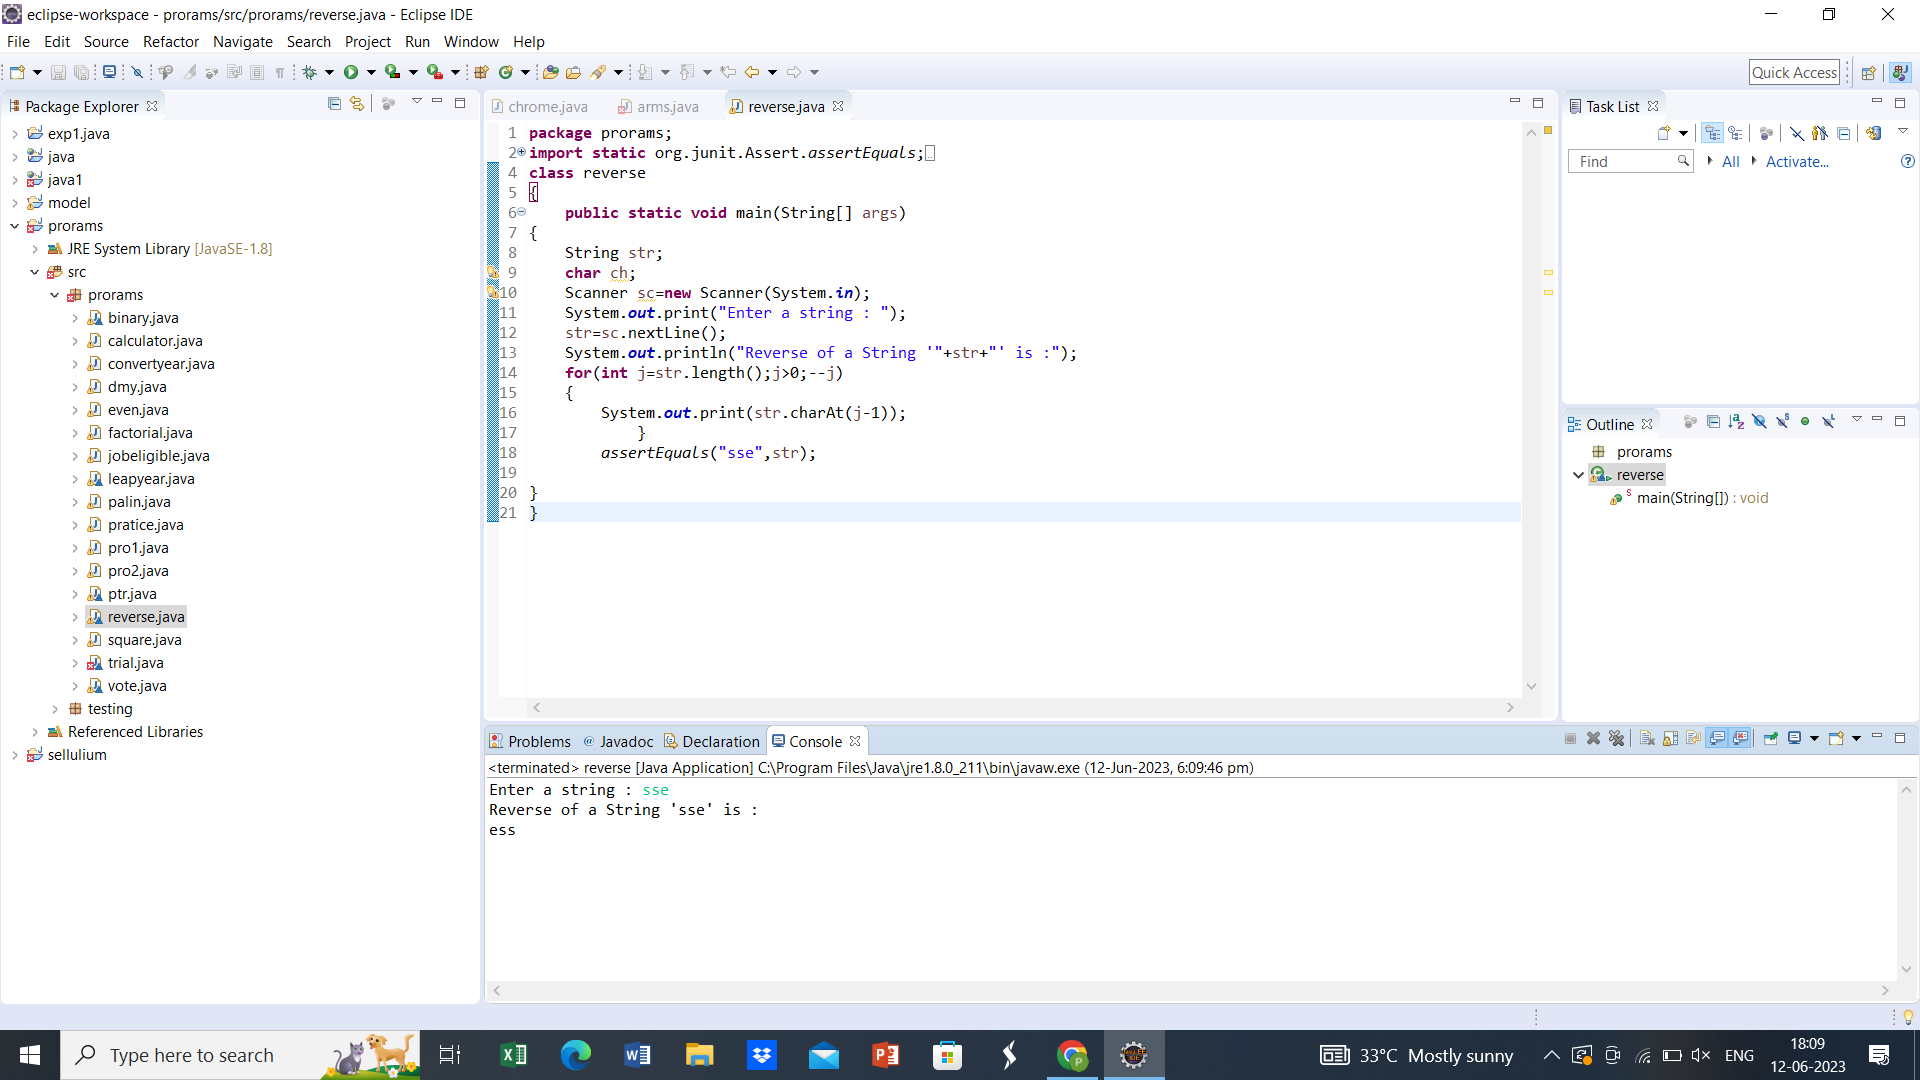 eclipse-workspace - prorams/src/prorams/reverse.java - Eclipse IDE
File Edit Source Refactor Navigate Search Project Run Window Help
Quick Access
Package Explorer
exp1.java
java
java1
model
prorams
JRE System Library [JavaSE-1.8]
src
prorams
binary.java
calculator.java
convertyear.java
dmy.java
even.java
factorial.java
jobeligible.java
leapyear.java
palin.java
pratice.java
pro1.java
pro2.java
ptr.java
reverse.java
square.java
trial.java
vote.java
testing
Referenced Libraries
sellulium
chrome.java arms.java reverse.java
1 package prorams;
2 import static org.junit.Assert.assertEquals;
4 class reverse
5 {
6 public static void main(String[] args)
7 {
8 String str;
9 char ch;
10 Scanner sc=new Scanner(System.in);
11 System.out.print("Enter a string : ");
12 str=sc.nextLine();
13 System.out.println("Reverse of a String '"+str+"' is :");
14 for(int j=str.length();j>0;--j)
15 {
16 System.out.print(str.charAt(j-1));
17 }
18 assertEquals("sse",str);
19
20 }
21 }
Task List
Find All Activate...
Outline
prorams
reverse
main(String[]) : void
Problems @ Javadoc Declaration Console
<terminated> reverse [Java Application] C:\Program Files\Java\jre1.8.0_211\bin\javaw.exe (12-Jun-2023, 6:09:46 pm)
Enter a string : sse
Reverse of a String 'sse' is :
ess
Type here to search
33°C Mostly sunny
ENG
18:09
12-06-2023